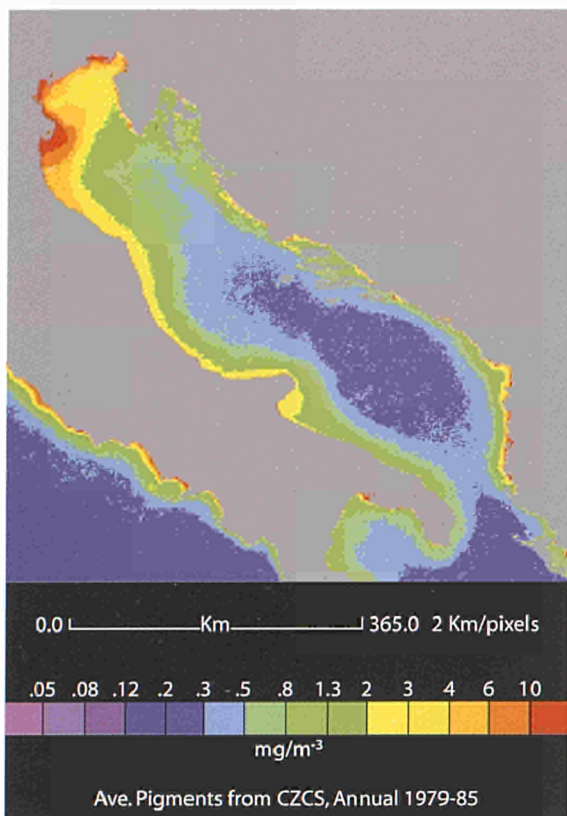 0.0 Km 365.0 2 Km/pixels
.05 .08 .12 .2 .3 .5 .8 1.3 2 3 4 6 10
mg/m-³
Ave. Pigments from CZCS, Annual 1979-85